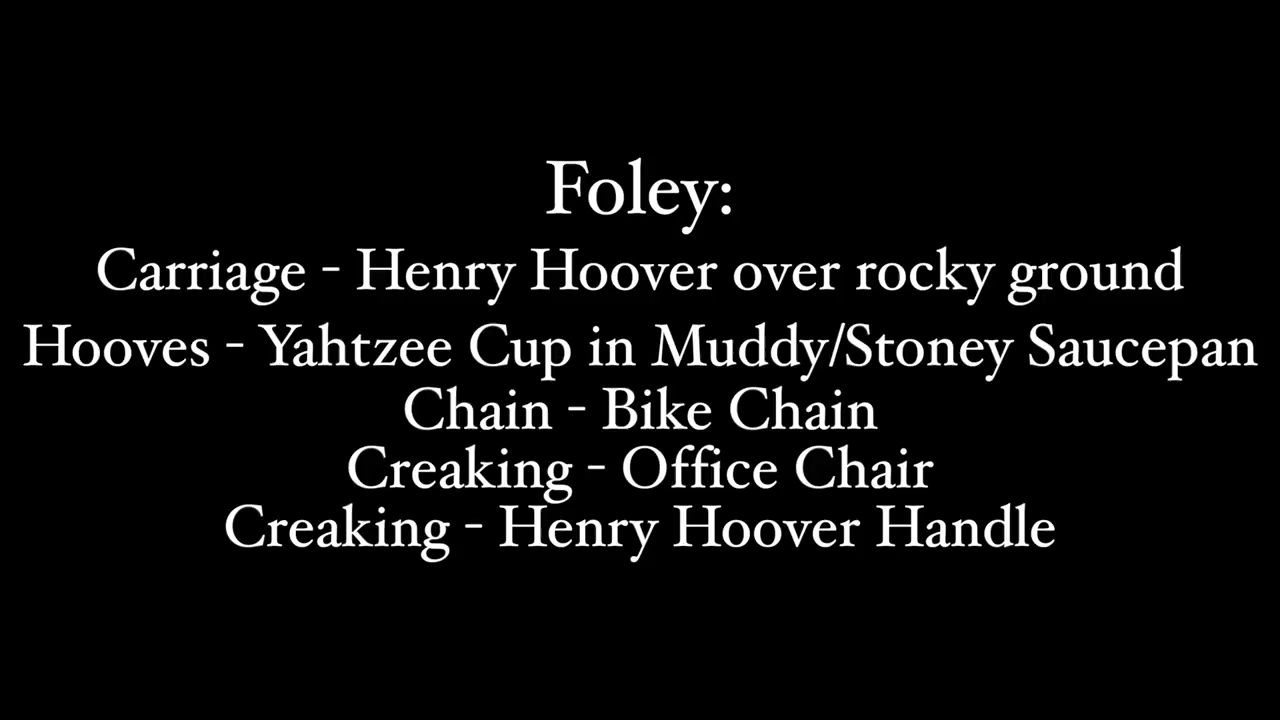 Foley:
Carriage - Henry Hoover over rocky ground
Hooves - Yahtzee Cup in Muddy/Stoney Saucepan
Chain - Bike Chain
Creaking - Office Chair
Creaking - Henry Hoover Handle